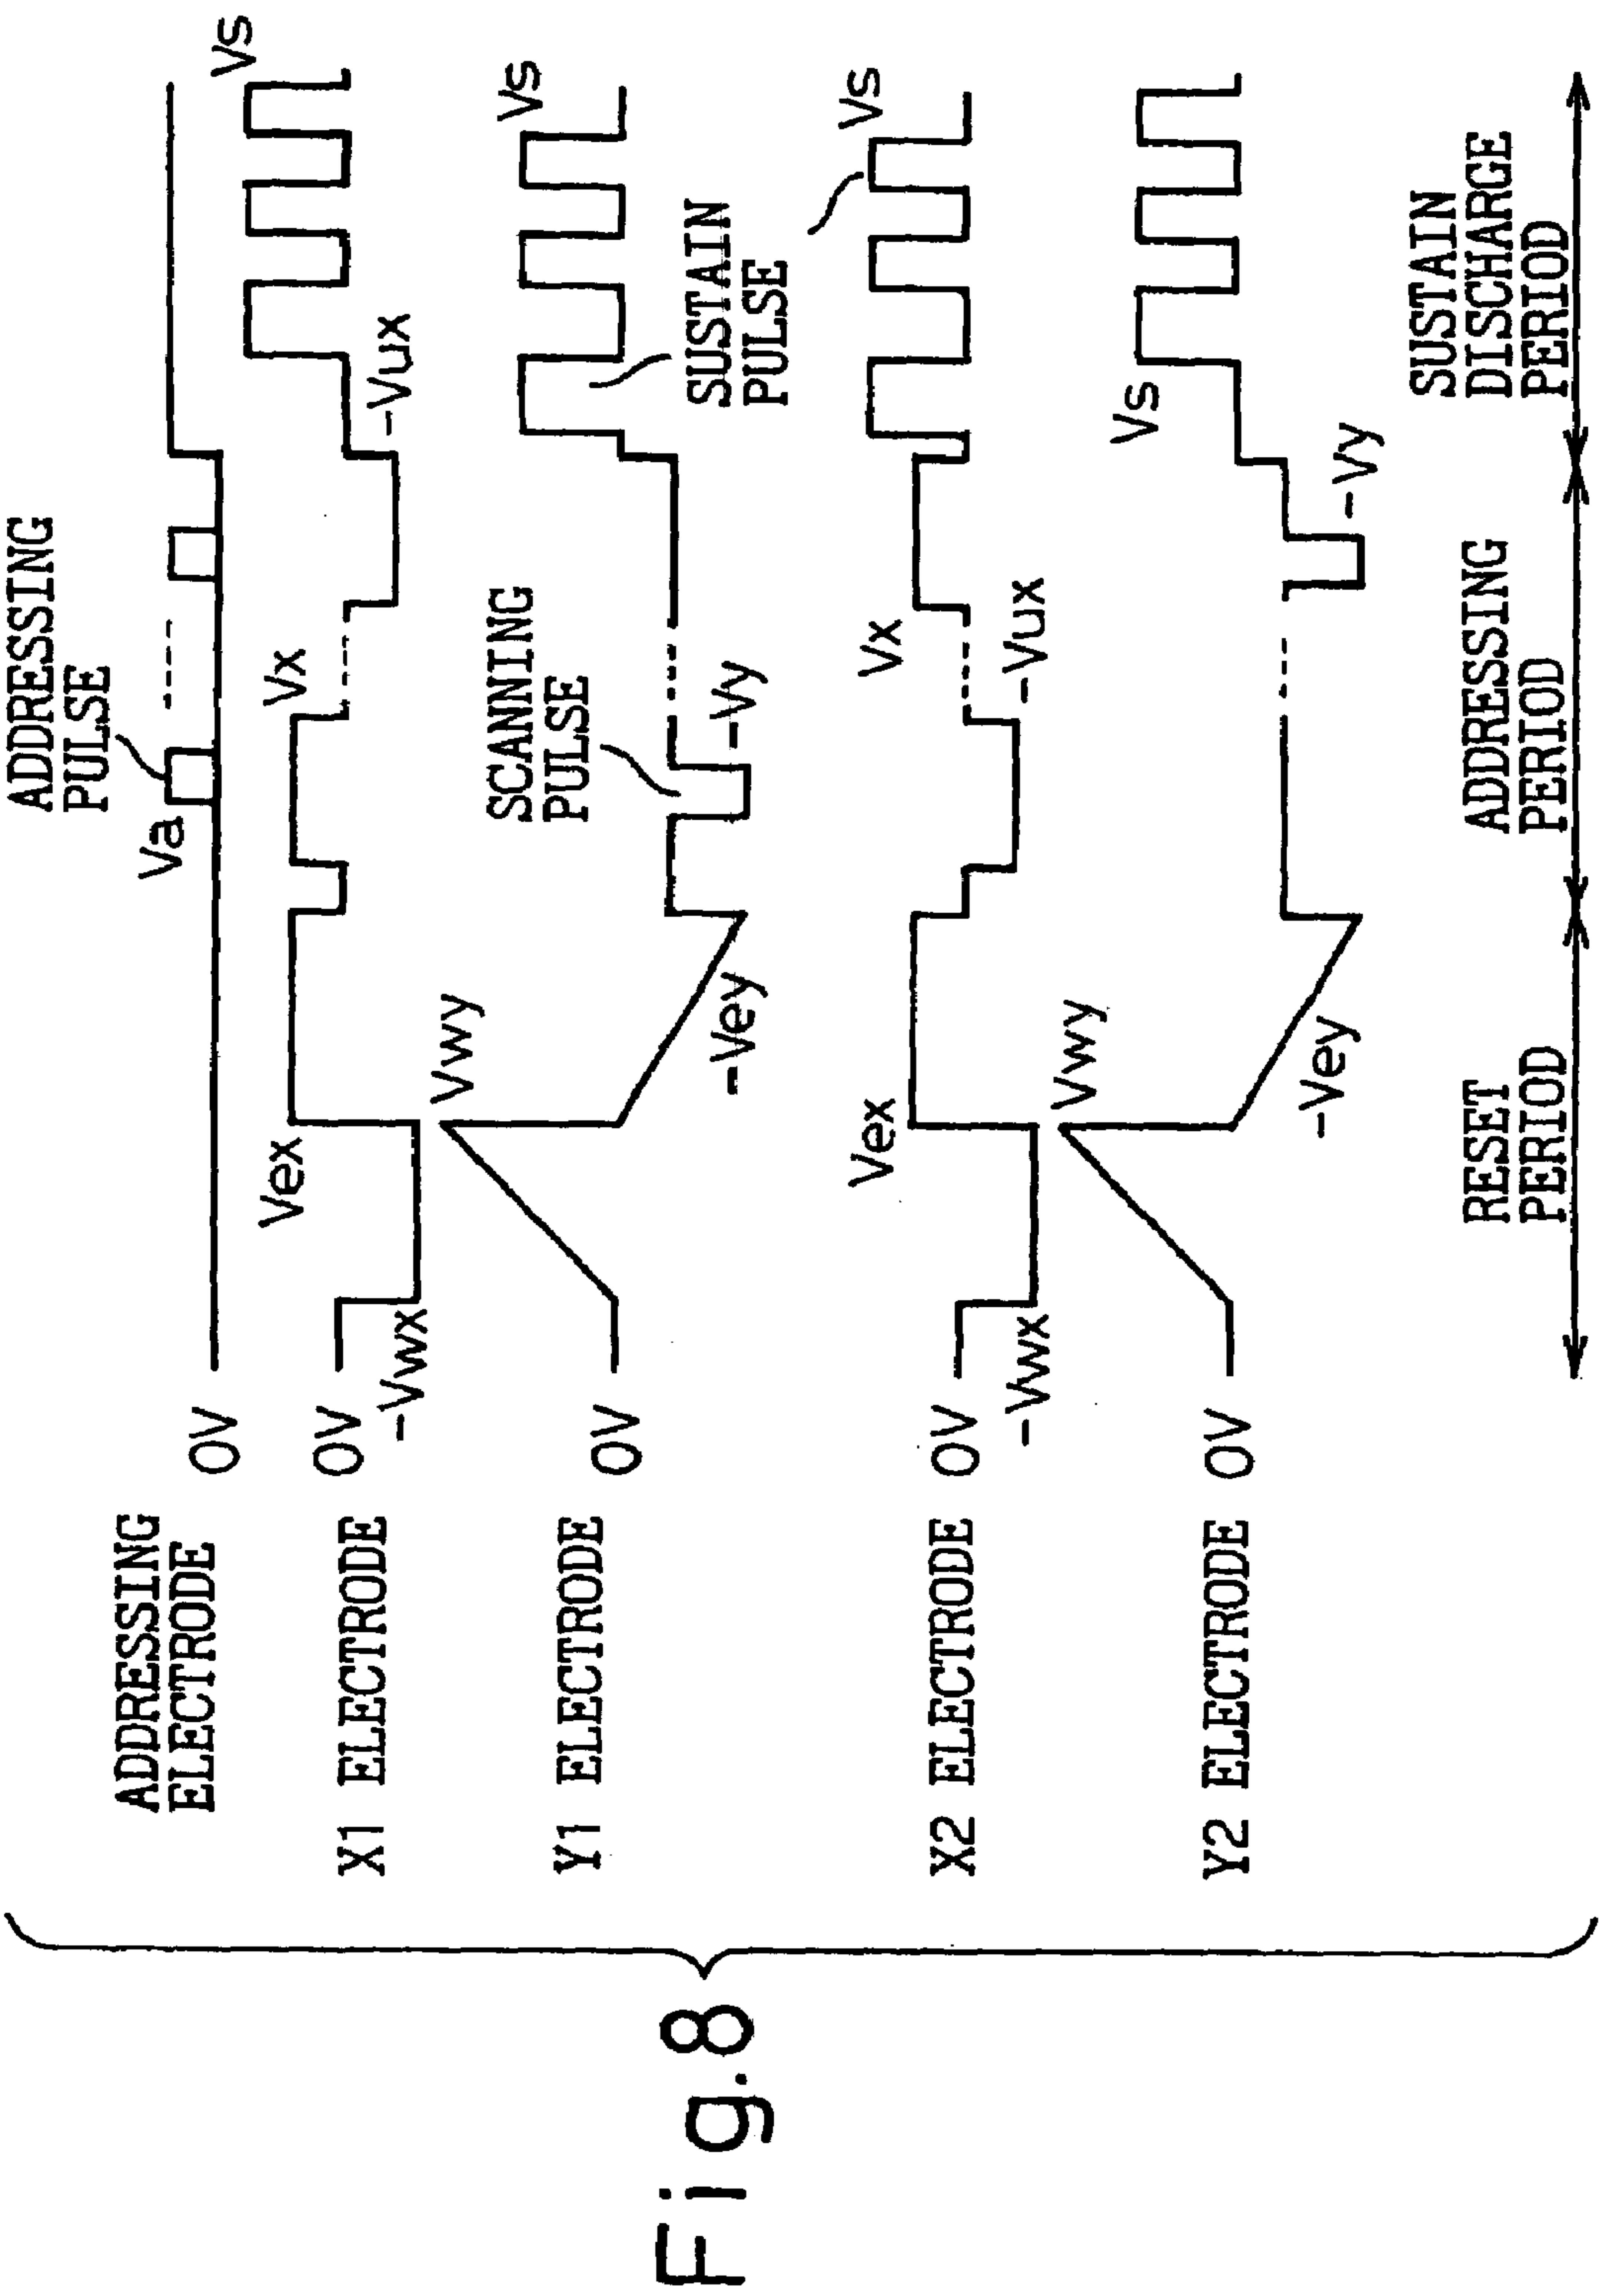 Fig.8
ADDRESSING
ELECTRODE
0V
Va
ADDRESSING
PULSE
X1 ELECTRODE
0V
-Vwx
Vex
Vx
-Vux
Vs
Y1 ELECTRODE
0V
Vwy
-Vey
SCANNING
PULSE
-Vy
Vs
SUSTAIN
PULSE
X2 ELECTRODE
0V
-Vwx
Vex
Vx
-Vux
Vs
Y2 ELECTRODE
0V
Vwy
-Vey
Vs
-Vy
RESET
PERIOD
ADDRESSING
PERIOD
SUSTAIN
DISCHARGE
PERIOD